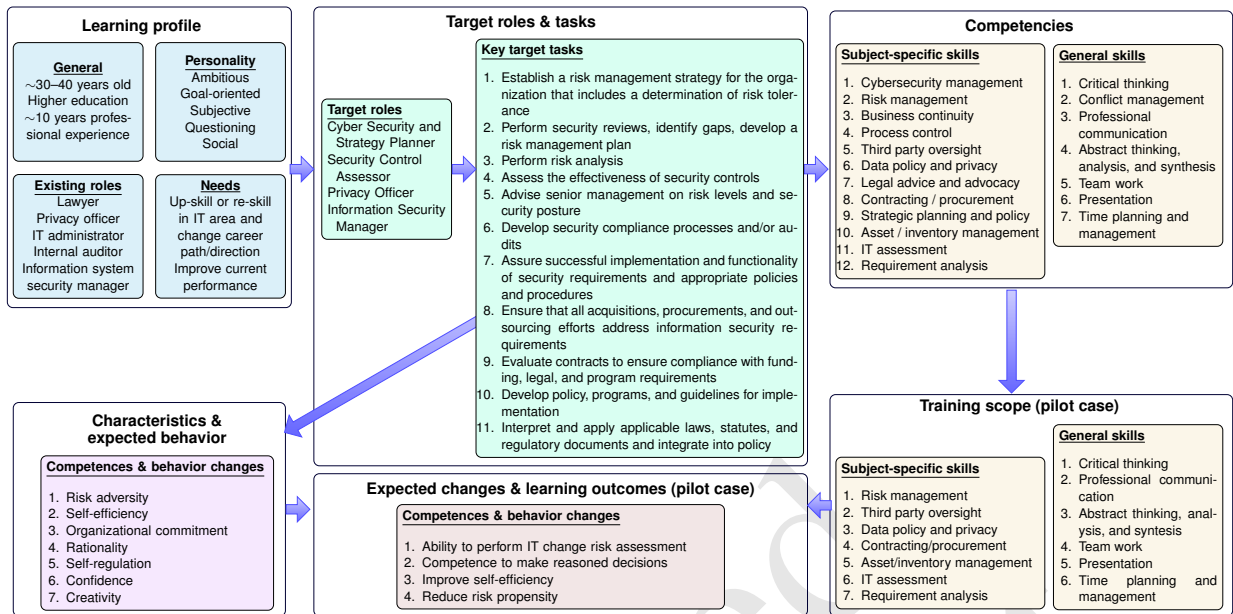 Learning profile
General
~30–40 years old
Higher education
~10 years profes-
sional experience
Personality
Ambitious
Goal-oriented
Subjective
Questioning
Social
Existing roles
Lawyer
Privacy officer
IT administrator
Internal auditor
Information system
security manager
Needs
Up-skill or re-skill
in IT area and
change career
path/direction
Improve current
performance
Target roles & tasks
Target roles
Cyber Security and
Strategy Planner
Security Control
Assessor
Privacy Officer
Information Security
Manager
Key target tasks
1. Establish a risk management strategy for the orga-
nization that includes a determination of risk toler-
ance
2. Perform security reviews, identify gaps, develop a
risk management plan
3. Perform risk analysis
4. Assess the effectiveness of security controls
5. Advise senior management on risk levels and se-
curity posture
6. Develop security compliance processes and/or au-
dits
7. Assure successful implementation and functionality
of security requirements and appropriate policies
and procedures
8. Ensure that all acquisitions, procurements, and out-
sourcing efforts address information security re-
quirements
9. Evaluate contracts to ensure compliance with fund-
ing, legal, and program requirements
10. Develop policy, programs, and guidelines for imple-
mentation
11. Interpret and apply applicable laws, statutes, and
regulatory documents and integrate into policy
Competencies
Subject-specific skills
1. Cybersecurity management
2. Risk management
3. Business continuity
4. Process control
5. Third party oversight
6. Data policy and privacy
7. Legal advice and advocacy
8. Contracting / procurement
9. Strategic planning and policy
10. Asset / inventory management
11. IT assessment
12. Requirement analysis
General skills
1. Critical thinking
2. Conflict management
3. Professional
communication
4. Abstract thinking,
analysis, and synthesis
5. Team work
6. Presentation
7. Time planning and
management
Characteristics &
expected behavior
Competences & behavior changes
1. Risk adversity
2. Self-efficiency
3. Organizational commitment
4. Rationality
5. Self-regulation
6. Confidence
7. Creativity
Expected changes & learning outcomes (pilot case)
Competences & behavior changes
1. Ability to perform IT change risk assessment
2. Competence to make reasoned decisions
3. Improve self-efficiency
4. Reduce risk propensity
Training scope (pilot case)
Subject-specific skills
1. Risk management
2. Third party oversight
3. Data policy and privacy
4. Contracting/procurement
5. Asset/inventory management
6. IT assessment
7. Requirement analysis
General skills
1. Critical thinking
2. Professional communi-
cation
3. Abstract thinking, anal-
ysis, and syntesis
4. Team work
5. Presentation
6. Time planning and
management